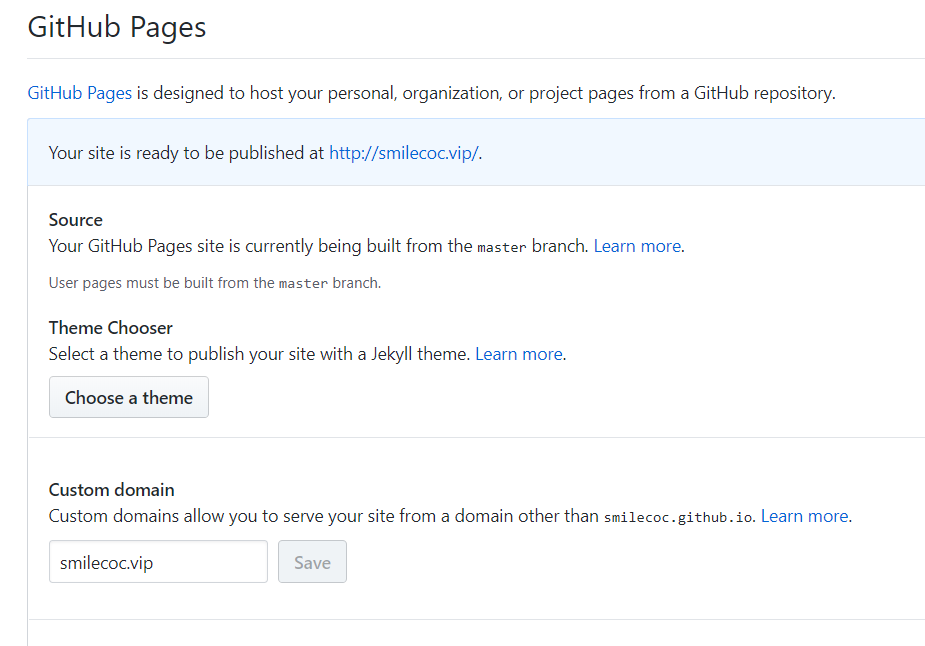 GitHub Pages
GitHub Pages is designed to host your personal, organization, or project pages from a GitHub repository.
Your site is ready to be published at http://smilecoc.vip/.
Source
Your GitHub Pages site is currently being built from the master branch. Learn more.
User pages must be built from the master branch.
Theme Chooser
Select a theme to publish your site with a Jekyll theme. Learn more.
Choose a theme
Custom domain
Custom domains allow you to serve your site from a domain other than smilecoc.github.io. Learn more.
smilecoc.vip Save